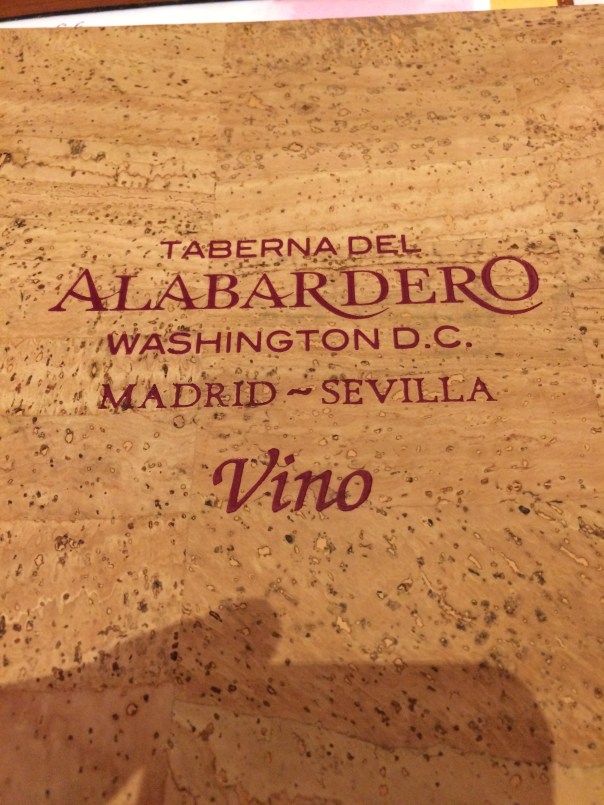 TABERNA DEL
ALABARDERO
WASHINGTON D.C.
MADRID ~ SEVILLA
Vino